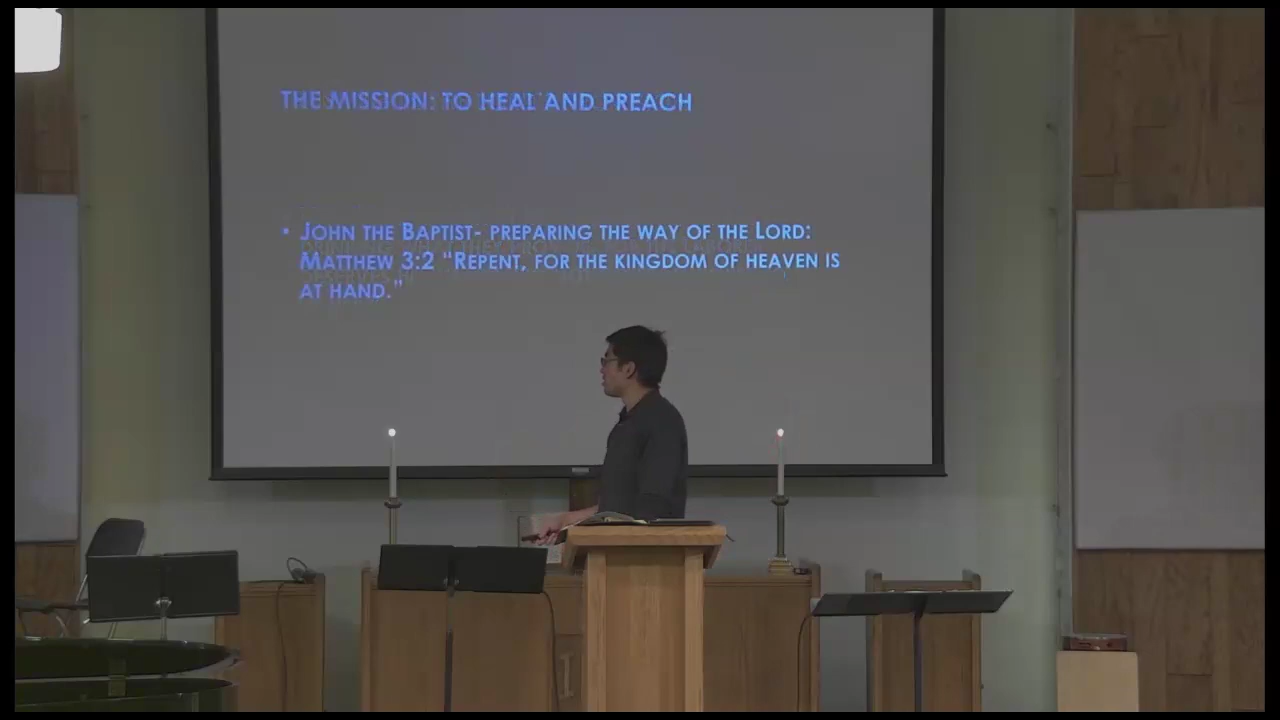 THE MISSION: TO HEAL AND PREACH
• JOHN THE BAPTIST- PREPARING THE WAY OF THE LORD:
MATTHEW 3:2 “REPENT, FOR THE KINGDOM OF HEAVEN IS
AT HAND.”